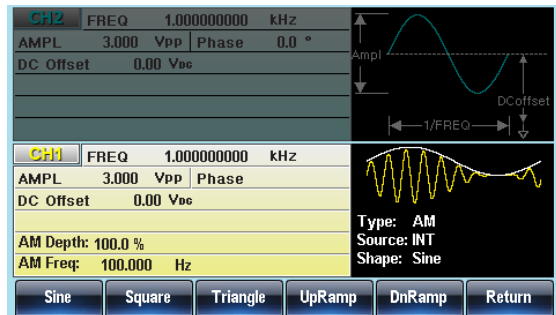 CH2 FREQ 1.000000000 kHz
AMPL 3.000 Vpp Phase 0.0 °
DC Offset 0.00 VDC
Ampl
DCoffset
1/FREQ
CH1 FREQ 1.000000000 kHz
AMPL 3.000 Vpp Phase
DC Offset 0.00 VDC
AM Depth: 100.0 %
AM Freq: 100.000 Hz
Type: AM
Source: INT
Shape: Sine
Sine Square Triangle UpRamp DnRamp Return